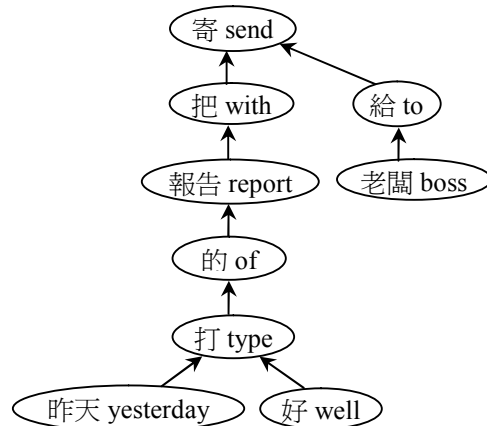 寄 send
把 with
給 to
報告 report
老闆 boss
的 of
打 type
昨天 yesterday
好 well